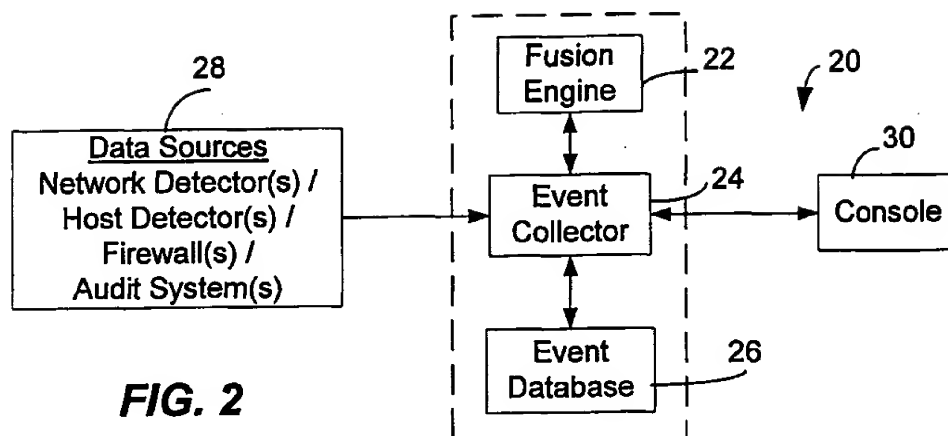 28
Data Sources
Network Detector(s) /
Host Detector(s) /
Firewall(s) /
Audit System(s)
Fusion
Engine
22
20
Event
Collector
24
30
Console
Event
Database
26
FIG. 2